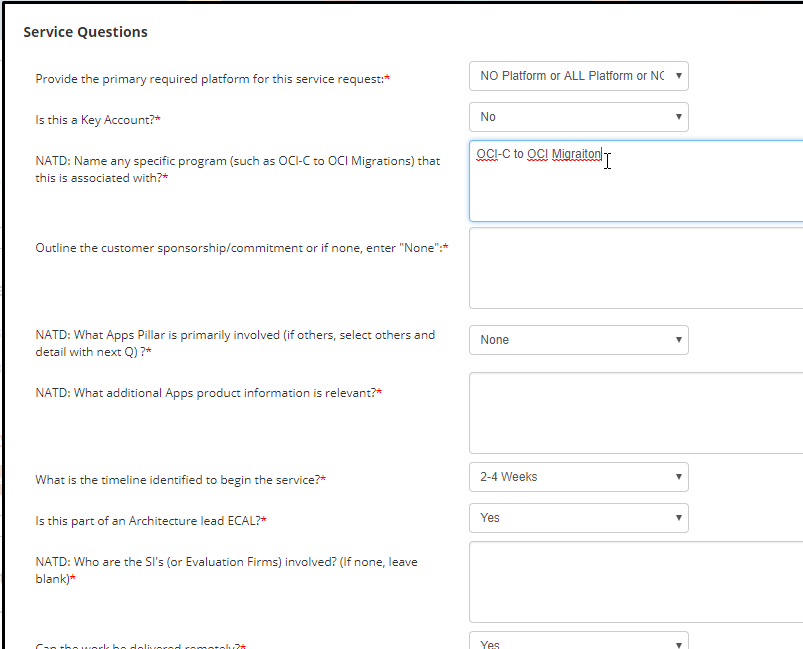 Service Questions
Provide the primary required platform for this service request:*
NO Platform or ALL Platform or NO
Is this a Key Account?*
No
NATD: Name any specific program (such as OCI-C to OCI Migrations) that
this is associated with?*
OCI-C to OCI Migraiton
Outline the customer sponsorship/commitment or if none, enter "None":*
NATD: What Apps Pillar is primarily involved (if others, select others and
detail with next Q) ?*
None
NATD: What additional Apps product information is relevant?*
What is the timeline identified to begin the service?*
2-4 Weeks
Is this part of an Architecture lead ECAL?*
Yes
NATD: Who are the SI's (or Evaluation Firms) involved? (If none, leave
blank)*
Can the work be delivered remotely?*
Yes